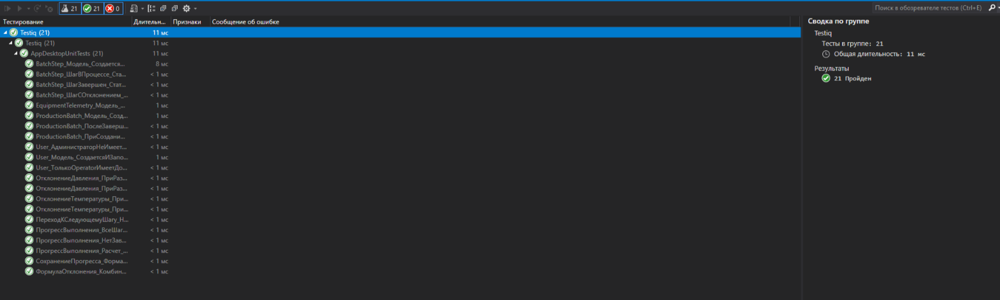 21 21 0
Поиск в обозревателе тестов (Ctrl+E)
Тестирование Длительн... Признаки Сообщение об ошибке
Testiq (21) 11 мс
Testiq (21) 11 мс
AppDesktopUnitTests (21) 11 мс
BatchStep_Модель_Создается... 8 мс
BatchStep_ШагВПроцессе_Ста... < 1 мс
BatchStep_ШагЗавершен_Стат... < 1 мс
BatchStep_ШагСОтклонением_... < 1 мс
EquipmentTelemetry_Модель_... 1 мс
ProductionBatch_Модель_Созд... 1 мс
ProductionBatch_ПослеЗаверш... < 1 мс
ProductionBatch_ПриСоздани... < 1 мс
User_АдминистраторНеИмеет... < 1 мс
User_Модель_СоздаетсяИЗапо... 1 мс
User_ТолькоOperatorИмеетДо... < 1 мс
ОтклонениеДавления_ПриРаз... < 1 мс
ОтклонениеДавления_ПриРаз... < 1 мс
ОтклонениеТемпературы_При... < 1 мс
ОтклонениеТемпературы_При... < 1 мс
ПереходКСледующемуШагу_Н... < 1 мс
ПрогрессВыполнения_ВсеШаг... < 1 мс
ПрогрессВыполнения_НетЗав... < 1 мс
ПрогрессВыполнения_Расчет_... < 1 мс
СохранениеПрогресса_Форма... < 1 мс
ФормулаОтклонения_Комбин... < 1 мс
Сводка по группе
Testiq
Тесты в группе: 21
Общая длительность: 11 мс
Результаты
21 Пройден